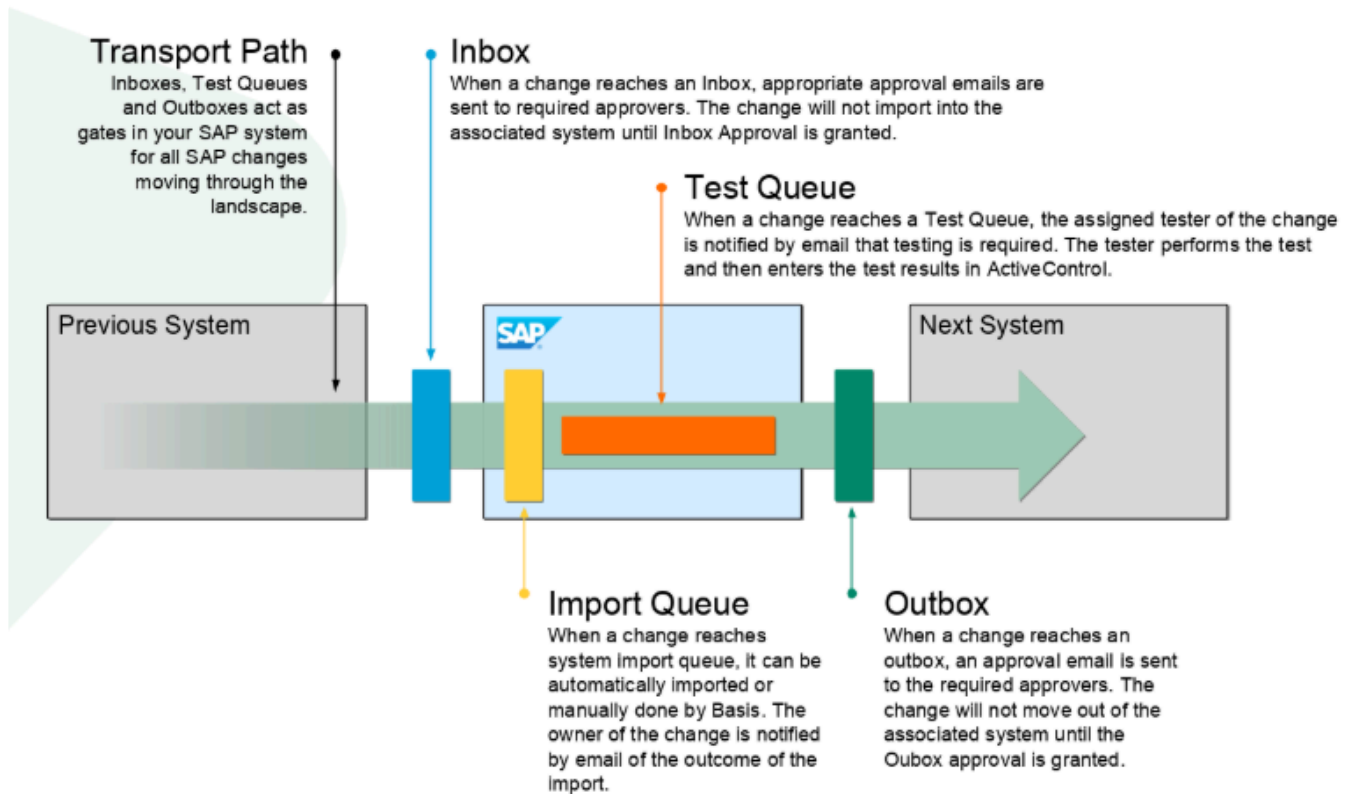 Transport Path
Inboxes, Test Queues
and Outboxes act as
gates in your SAP system
for all SAP changes
moving through the
landscape.
Inbox
When a change reaches an Inbox, appropriate approval emails are
sent to required approvers. The change will not import into the
associated system until Inbox Approval is granted.
Test Queue
When a change reaches a Test Queue, the assigned tester of the change
is notified by email that testing is required. The tester performs the test
and then enters the test results in ActiveControl.
Previous System
SAP
Next System
Import Queue
When a change reaches
system import queue, it can be
automatically imported or
manually done by Basis. The
owner of the change is notified
by email of the outcome of the
import.
Outbox
When a change reaches an
outbox, an approval email is sent
to the required approvers. The
change will not move out of the
associated system until the
Oubox approval is granted.